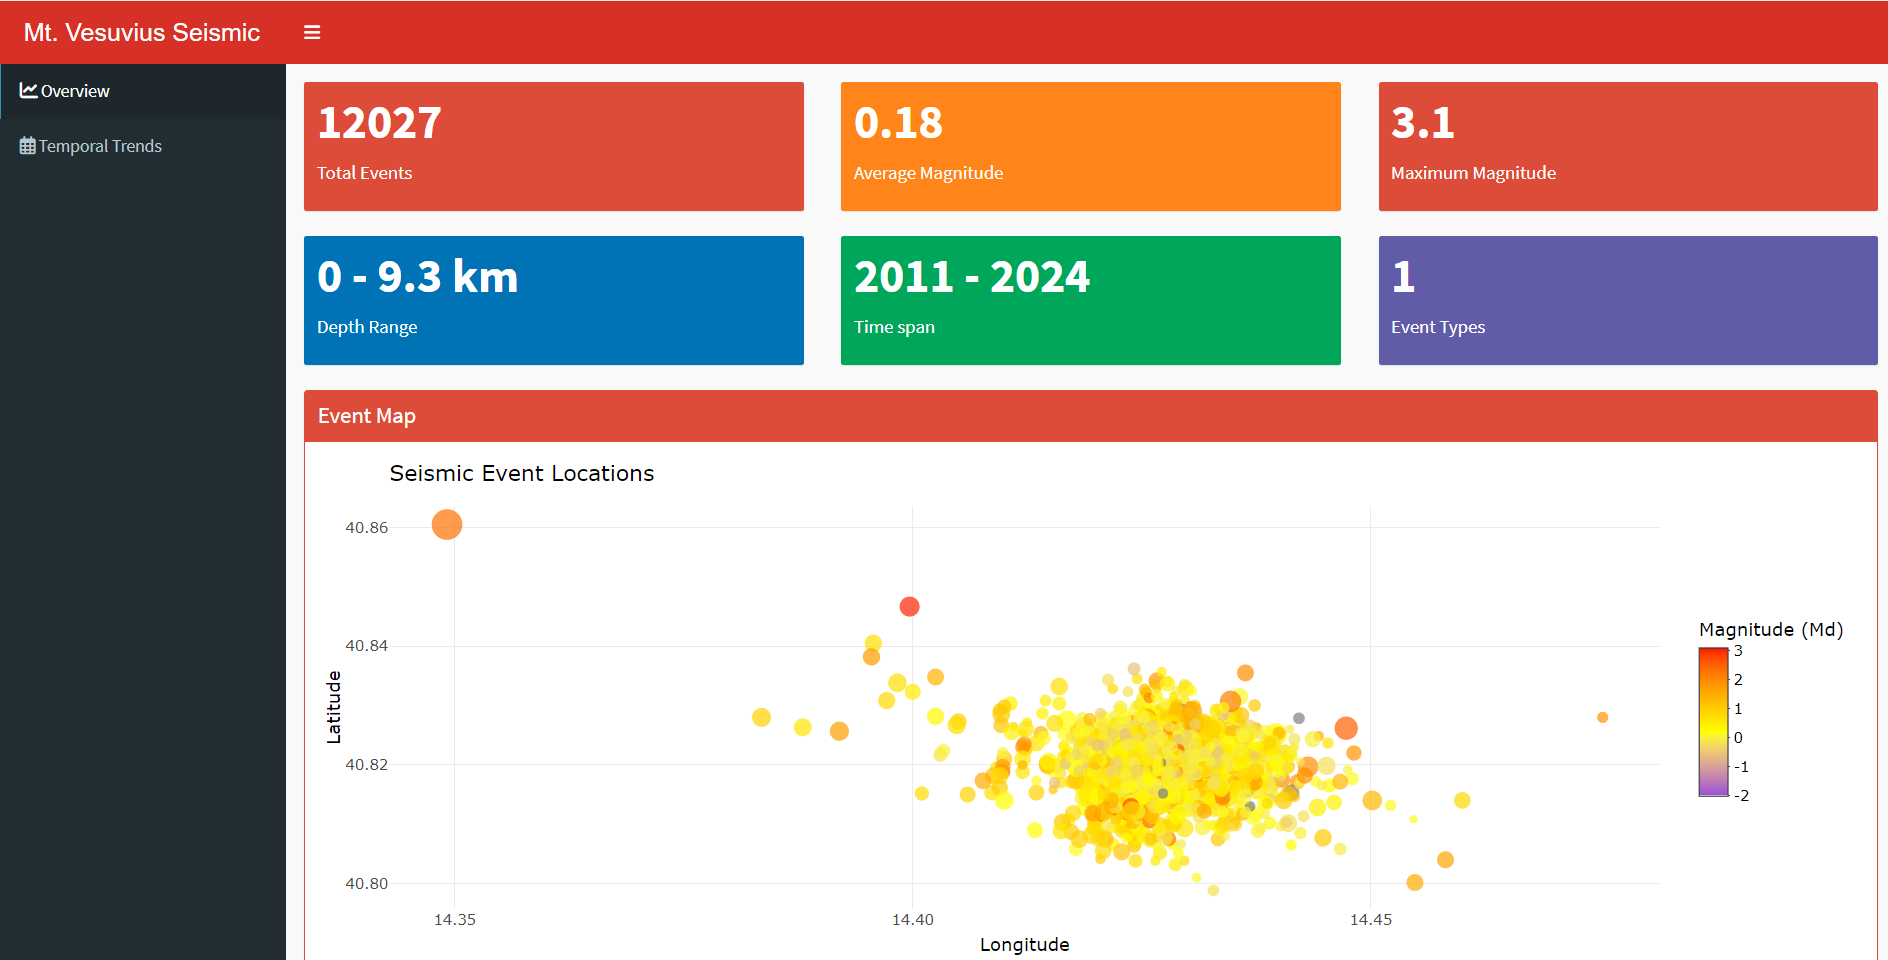 Mt. Vesuvius Seismic
Overview
Temporal Trends
12027
Total Events
0.18
Average Magnitude
3.1
Maximum Magnitude
0 - 9.3 km
Depth Range
2011 - 2024
Time span
1
Event Types
Event Map
Seismic Event Locations
40.86
40.84
40.82
40.80
Latitude
14.35
14.40
14.45
Longitude
Magnitude (Md)
3
2
1
0
-1
-2